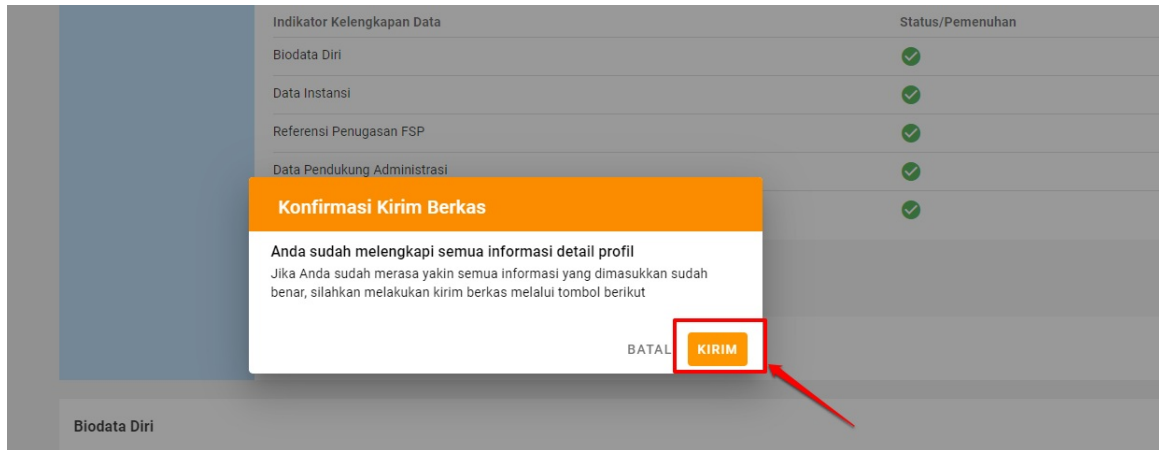 Indikator Kelengkapan Data Status/Pemenuhan
Biodata Diri
Data Instansi
Referensi Penugasan FSP
Data Pendukung Administrasi
Konfirmasi Kirim Berkas
Anda sudah melengkapi semua informasi detail profil
Jika Anda sudah merasa yakin semua informasi yang dimasukkan sudah
benar, silahkan melakukan kirim berkas melalui tombol berikut
BATAL KIRIM
Biodata Diri